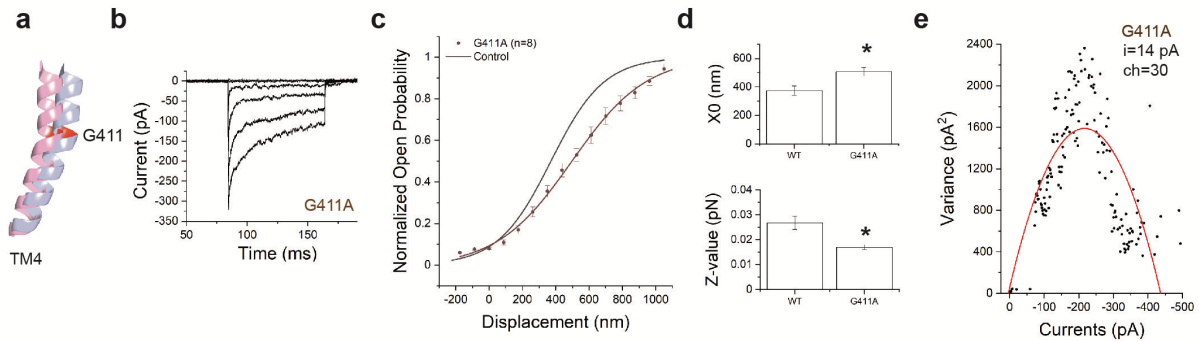 a
G411
TM4
b
0
-50
-100
-150
-200
-250
-300
-350
Current (pA)
G411A
50
100
150
Time (ms)
c
G411A (n=8)
Control
1
0.8
0.6
0.4
0.2
0
Normalized Open Probability
-200
0
200
400
600
800
1000
Displacement (nm)
d
600
400
200
0
X0 (nm)
*
WT
G411A
0.04
0.03
0.02
0.01
0
Z-value (pN)
*
WT
G411A
e
G411A
i=14 pA
ch=30
2400
2000
1600
1200
800
400
0
Variance (pA²)
0
-100
-200
-300
-400
-500
Currents (pA)